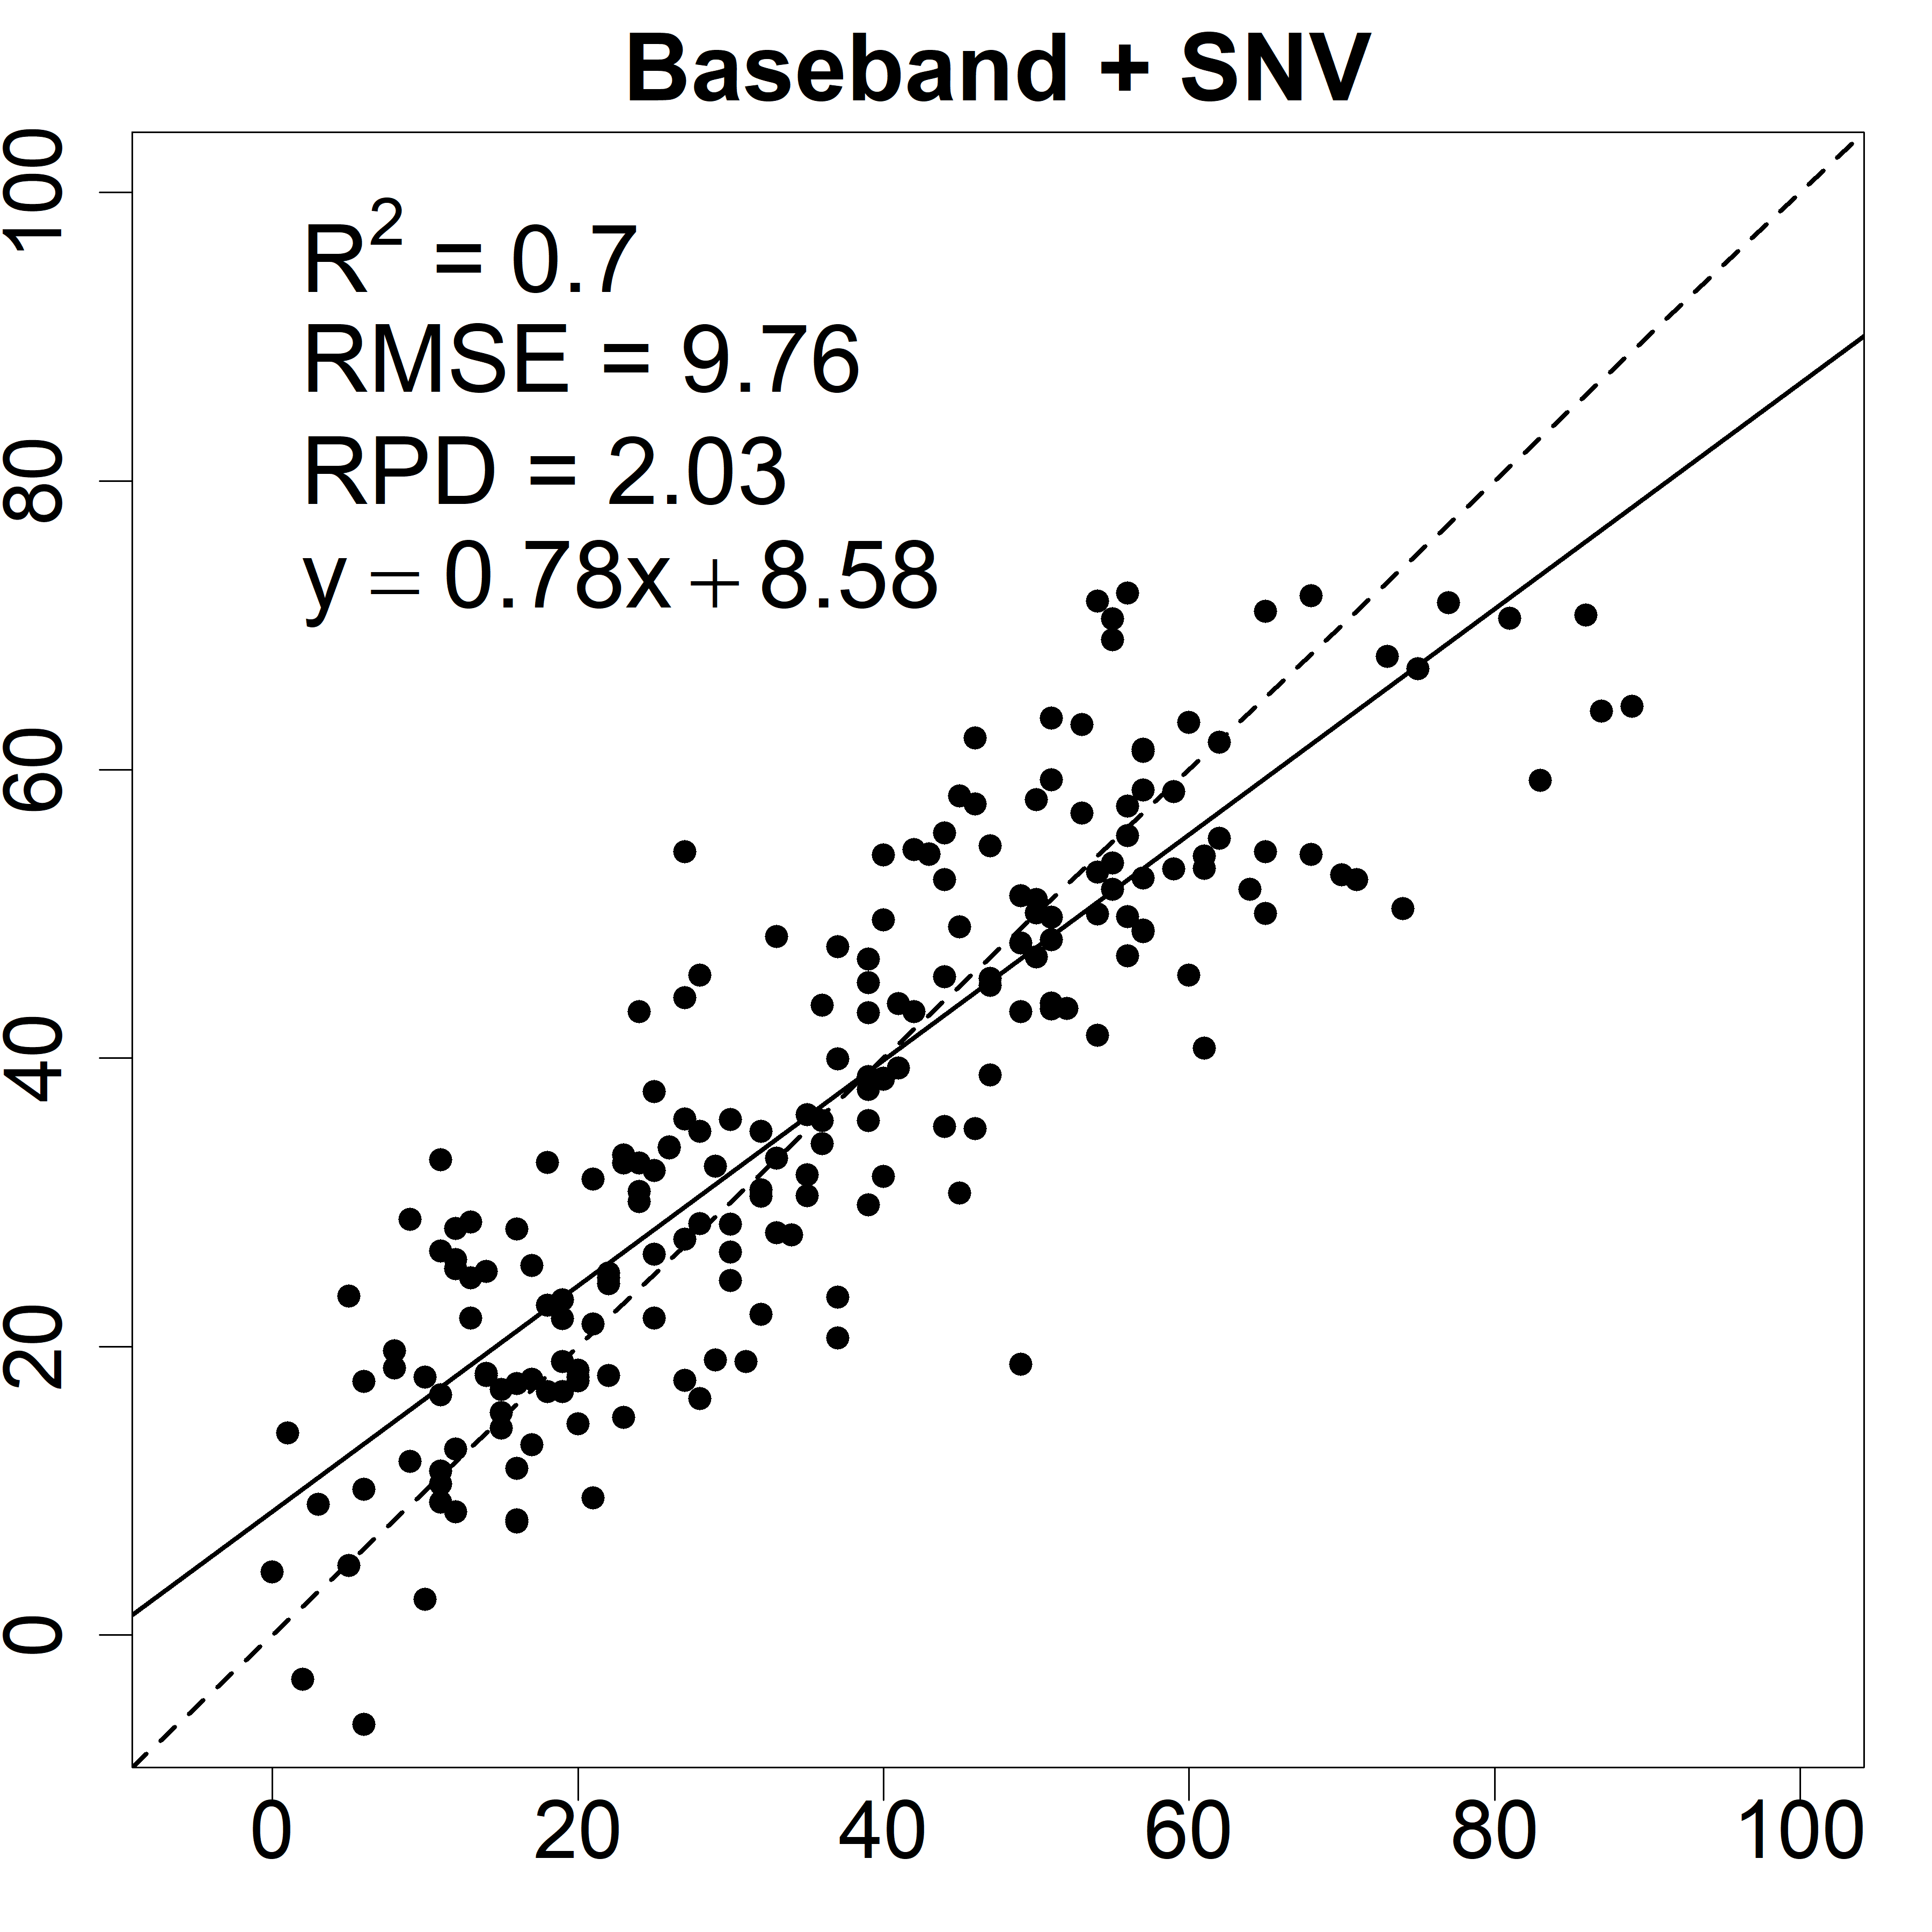 Baseband + SNV
R² = 0.7
RMSE = 9.76
RPD = 2.03
y = 0.78x + 8.58
100
80
60
40
20
0
0 20 40 60 80 100